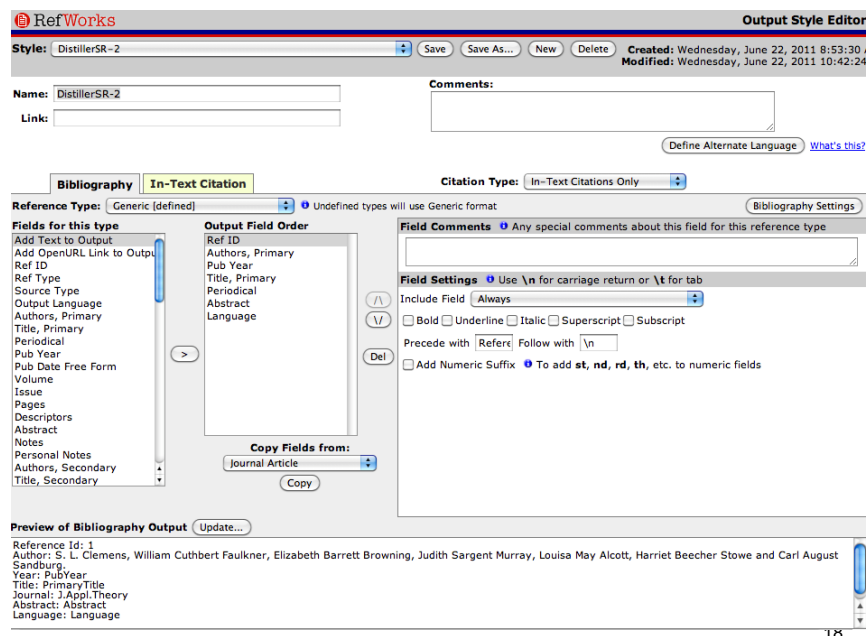 RefWorks
Output Style Editor
Style: DistillerSR-2 Save Save As... New Delete Created: Wednesday, June 22, 2011 8:53:30
Modified: Wednesday, June 22, 2011 10:42:24
Name: DistillerSR-2
Comments:
Link:
Define Alternate Language What's this?
Bibliography In-Text Citation Citation Type: In-Text Citations Only
Reference Type: Generic [defined] Undefined types will use Generic format Bibliography Settings
Fields for this type
Add Text to Output
Add OpenURL Link to Outpu
Ref ID
Ref Type
Source Type
Output Language
Authors, Primary
Title, Primary
Periodical
Pub Year
Pub Date Free Form
Volume
Issue
Pages
Descriptors
Abstract
Notes
Personal Notes
Authors, Secondary
Title, Secondary
>
Output Field Order
Ref ID
Authors, Primary
Pub Year
Title, Primary
Periodical
Abstract
Language
/\
\/
Del
Copy Fields from:
Journal Article
Copy
Field Comments Any special comments about this field for this reference type
Field Settings Use \n for carriage return or \t for tab
Include Field Always
Bold Underline Italic Superscript Subscript
Precede with Refere Follow with \n
Add Numeric Suffix To add st, nd, rd, th, etc. to numeric fields
Preview of Bibliography Output Update...
Reference Id: 1
Author: S. L. Clemens, William Cuthbert Faulkner, Elizabeth Barrett Browning, Judith Sargent Murray, Louisa May Alcott, Harriet Beecher Stowe and Carl August
Sandburg.
Year: PubYear
Title: PrimaryTitle
Journal: J.Appl.Theory
Abstract: Abstract
Language: Language
18